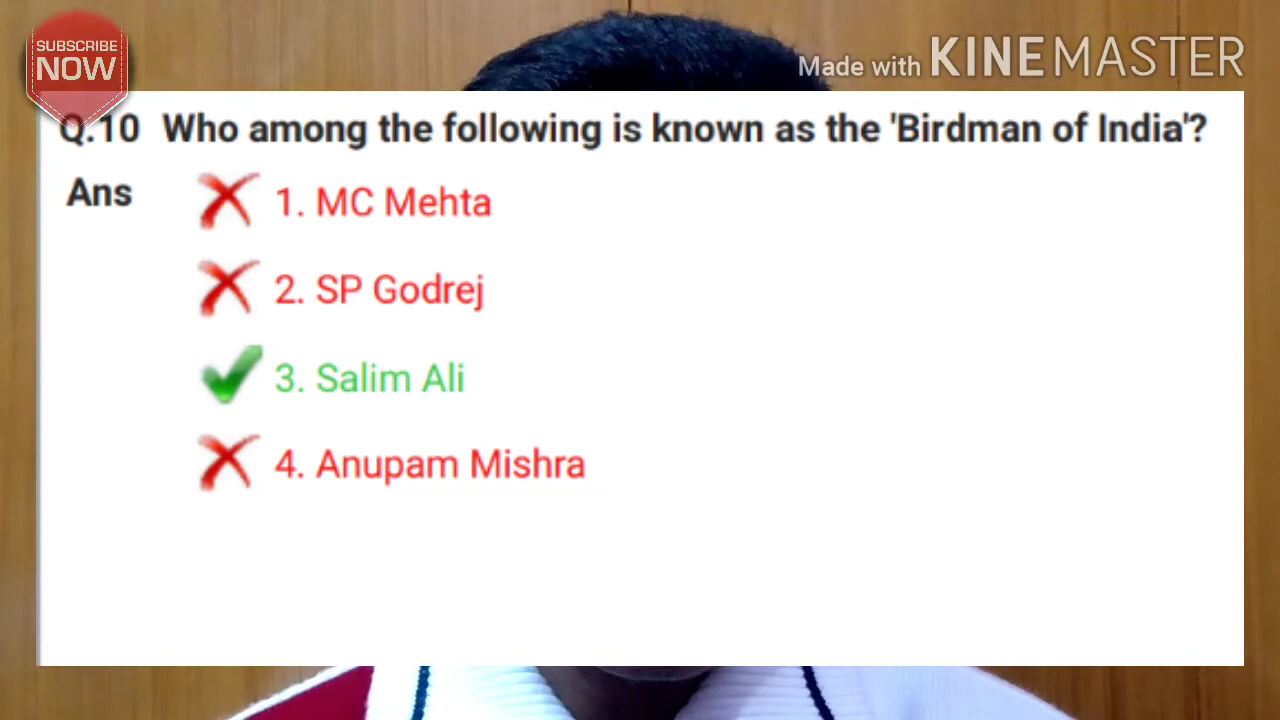 SUBSCRIBE
NOW
Made with KINEMASTER
Q.10 Who among the following is known as the 'Birdman of India'?
Ans
1. MC Mehta
2. SP Godrej
3. Salim Ali
4. Anupam Mishra